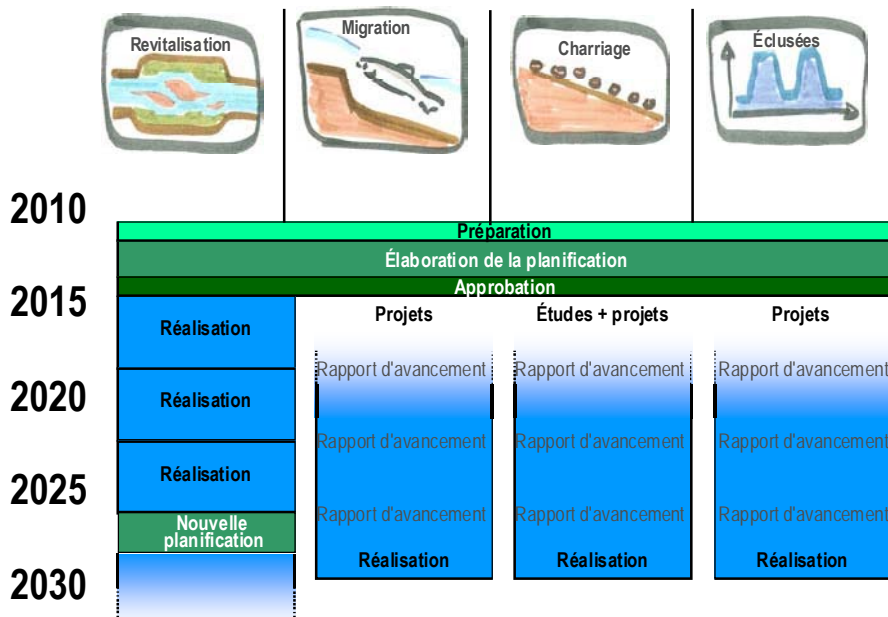 Revitalisation
Migration
Charriage
Éclusées
2010
Préparation
Élaboration de la planification
Approbation
2015
Réalisation
Projets
Études + projets
Projets
Rapport d'avancement
Rapport d'avancement
Rapport d'avancement
2020
Réalisation
Rapport d'avancement
Rapport d'avancement
Rapport d'avancement
2025
Réalisation
Rapport d'avancement
Rapport d'avancement
Rapport d'avancement
Nouvelle
planification
Réalisation
Réalisation
Réalisation
2030